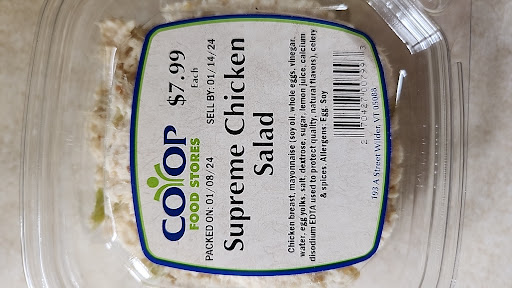 COOP
FOOD STORES
$7.99
Each
PACKED ON: 01/08/24 SELL BY: 01/14/24
Supreme Chicken
Salad
Chicken breast, mayonnaise (soy oil, whole eggs, vinegar,
water, egg yolks, salt, dextrose, sugar, lemon juice, calcium
disodium EDTA used to protect quality, natural flavors), celery
& spices. Allergens: Egg, Soy
193 A Street Wilder, VT 05088